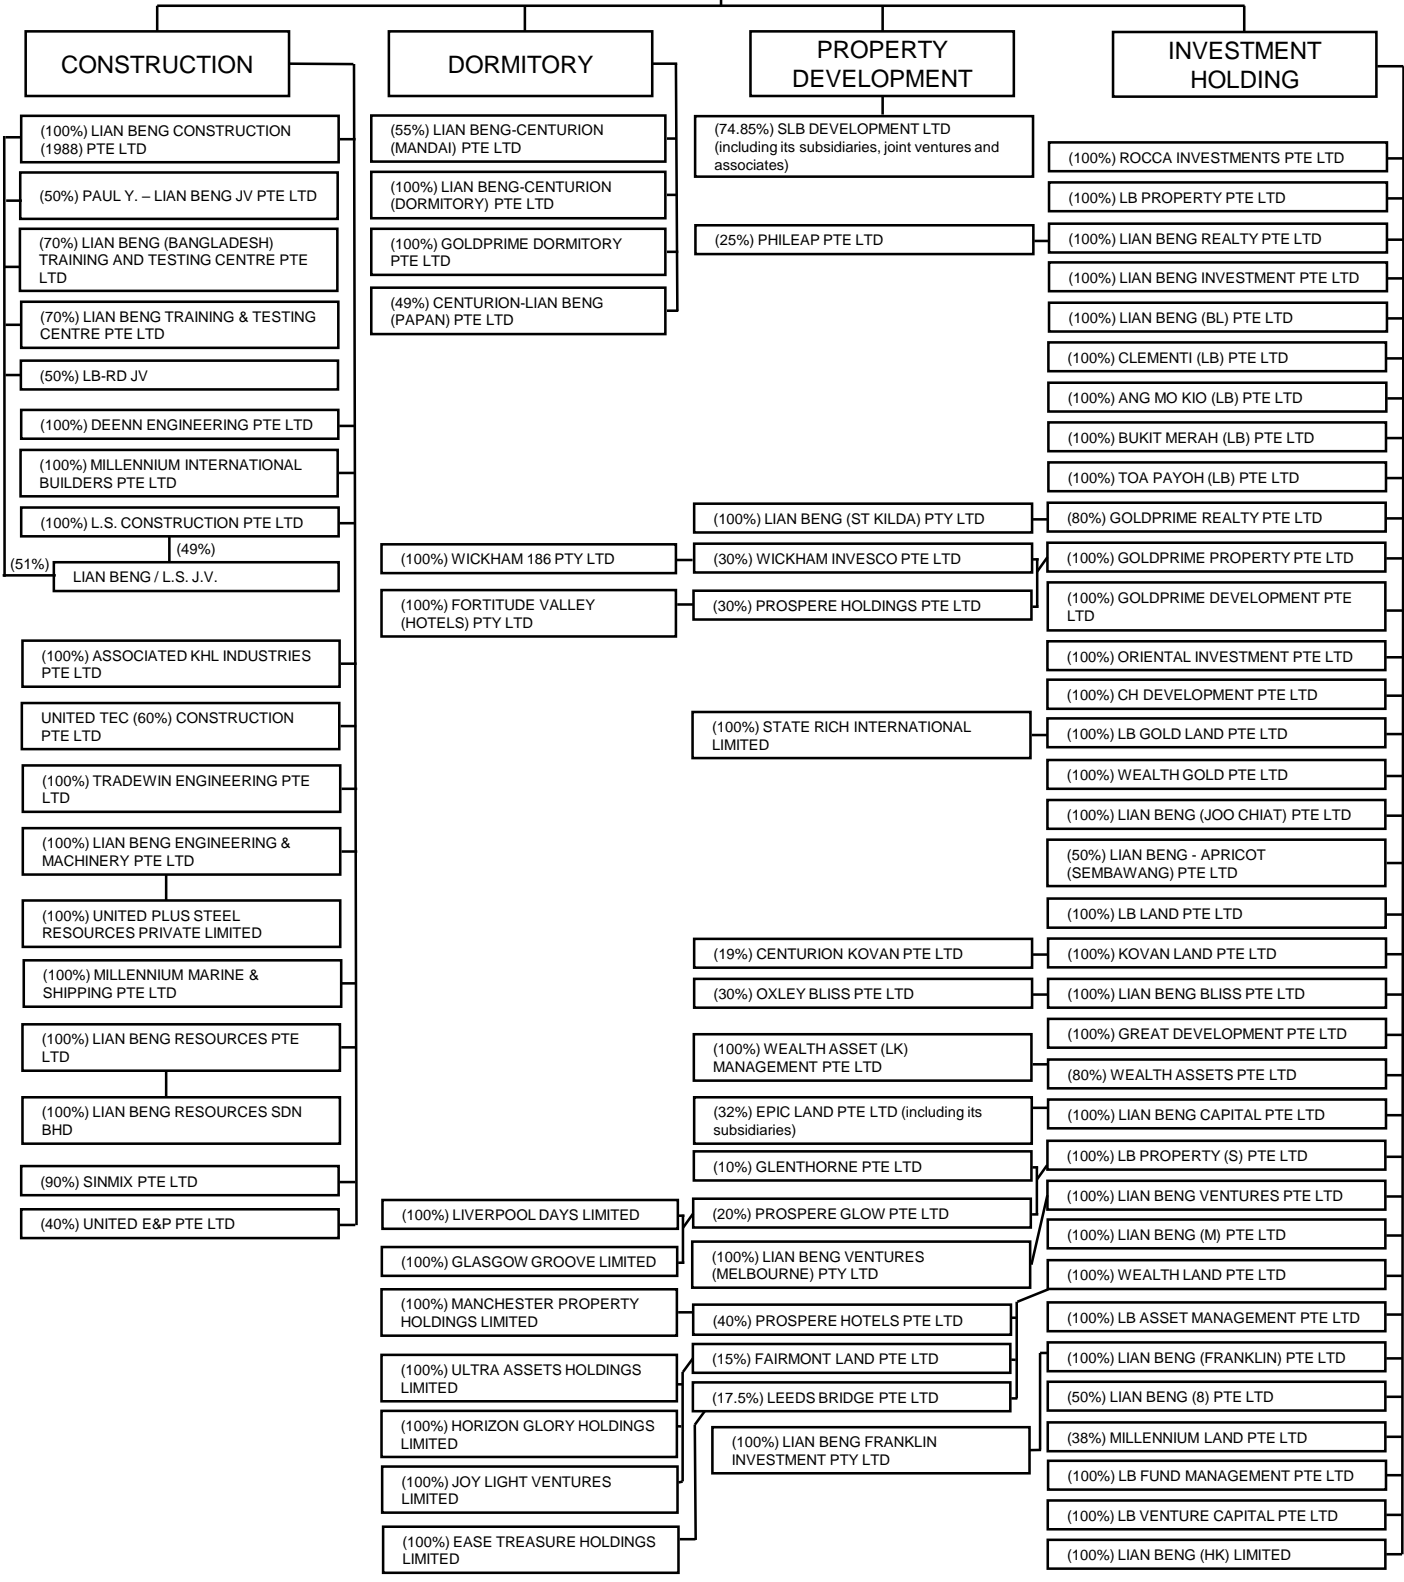 CONSTRUCTION
(100%) LIAN BENG CONSTRUCTION
(1988) PTE LTD
(50%) PAUL Y. – LIAN BENG JV PTE LTD
(70%) LIAN BENG (BANGLADESH)
TRAINING AND TESTING CENTRE PTE
LTD
(70%) LIAN BENG TRAINING & TESTING
CENTRE PTE LTD
(50%) LB-RD JV
(100%) DEENN ENGINEERING PTE LTD
(100%) MILLENNIUM INTERNATIONAL
BUILDERS PTE LTD
(100%) L.S. CONSTRUCTION PTE LTD
(49%)
(51%)
LIAN BENG / L.S. J.V.
(100%) ASSOCIATED KHL INDUSTRIES
PTE LTD
UNITED TEC (60%) CONSTRUCTION
PTE LTD
(100%) TRADEWIN ENGINEERING PTE
LTD
(100%) LIAN BENG ENGINEERING &
MACHINERY PTE LTD
(100%) UNITED PLUS STEEL
RESOURCES PRIVATE LIMITED
(100%) MILLENNIUM MARINE &
SHIPPING PTE LTD
(100%) LIAN BENG RESOURCES PTE
LTD
(100%) LIAN BENG RESOURCES SDN
BHD
(90%) SINMIX PTE LTD
(40%) UNITED E&P PTE LTD
DORMITORY
(55%) LIAN BENG-CENTURION
(MANDAI) PTE LTD
(100%) LIAN BENG-CENTURION
(DORMITORY) PTE LTD
(100%) GOLDPRIME DORMITORY
PTE LTD
(49%) CENTURION-LIAN BENG
(PAPAN) PTE LTD
(100%) WICKHAM 186 PTY LTD
(100%) FORTITUDE VALLEY
(HOTELS) PTY LTD
(100%) LIVERPOOL DAYS LIMITED
(100%) GLASGOW GROOVE LIMITED
(100%) MANCHESTER PROPERTY
HOLDINGS LIMITED
(100%) ULTRA ASSETS HOLDINGS
LIMITED
(100%) HORIZON GLORY HOLDINGS
LIMITED
(100%) JOY LIGHT VENTURES
LIMITED
(100%) EASE TREASURE HOLDINGS
LIMITED
PROPERTY
DEVELOPMENT
(74.85%) SLB DEVELOPMENT LTD
(including its subsidiaries, joint ventures and
associates)
(25%) PHILEAP PTE LTD
(100%) LIAN BENG (ST KILDA) PTY LTD
(30%) WICKHAM INVESCO PTE LTD
(30%) PROSPERE HOLDINGS PTE LTD
(100%) STATE RICH INTERNATIONAL
LIMITED
(19%) CENTURION KOVAN PTE LTD
(30%) OXLEY BLISS PTE LTD
(100%) WEALTH ASSET (LK)
MANAGEMENT PTE LTD
(32%) EPIC LAND PTE LTD (including its
subsidiaries)
(10%) GLENTHORNE PTE LTD
(20%) PROSPERE GLOW PTE LTD
(100%) LIAN BENG VENTURES
(MELBOURNE) PTY LTD
(40%) PROSPERE HOTELS PTE LTD
(15%) FAIRMONT LAND PTE LTD
(17.5%) LEEDS BRIDGE PTE LTD
(100%) LIAN BENG FRANKLIN
INVESTMENT PTY LTD
INVESTMENT
HOLDING
(100%) ROCCA INVESTMENTS PTE LTD
(100%) LB PROPERTY PTE LTD
(100%) LIAN BENG REALTY PTE LTD
(100%) LIAN BENG INVESTMENT PTE LTD
(100%) LIAN BENG (BL) PTE LTD
(100%) CLEMENTI (LB) PTE LTD
(100%) ANG MO KIO (LB) PTE LTD
(100%) BUKIT MERAH (LB) PTE LTD
(100%) TOA PAYOH (LB) PTE LTD
(80%) GOLDPRIME REALTY PTE LTD
(100%) GOLDPRIME PROPERTY PTE LTD
(100%) GOLDPRIME DEVELOPMENT PTE
LTD
(100%) ORIENTAL INVESTMENT PTE LTD
(100%) CH DEVELOPMENT PTE LTD
(100%) LB GOLD LAND PTE LTD
(100%) WEALTH GOLD PTE LTD
(100%) LIAN BENG (JOO CHIAT) PTE LTD
(50%) LIAN BENG - APRICOT
(SEMBAWANG) PTE LTD
(100%) LB LAND PTE LTD
(100%) KOVAN LAND PTE LTD
(100%) LIAN BENG BLISS PTE LTD
(100%) GREAT DEVELOPMENT PTE LTD
(80%) WEALTH ASSETS PTE LTD
(100%) LIAN BENG CAPITAL PTE LTD
(100%) LB PROPERTY (S) PTE LTD
(100%) LIAN BENG VENTURES PTE LTD
(100%) LIAN BENG (M) PTE LTD
(100%) WEALTH LAND PTE LTD
(100%) LB ASSET MANAGEMENT PTE LTD
(100%) LIAN BENG (FRANKLIN) PTE LTD
(50%) LIAN BENG (8) PTE LTD
(38%) MILLENNIUM LAND PTE LTD
(100%) LB FUND MANAGEMENT PTE LTD
(100%) LB VENTURE CAPITAL PTE LTD
(100%) LIAN BENG (HK) LIMITED